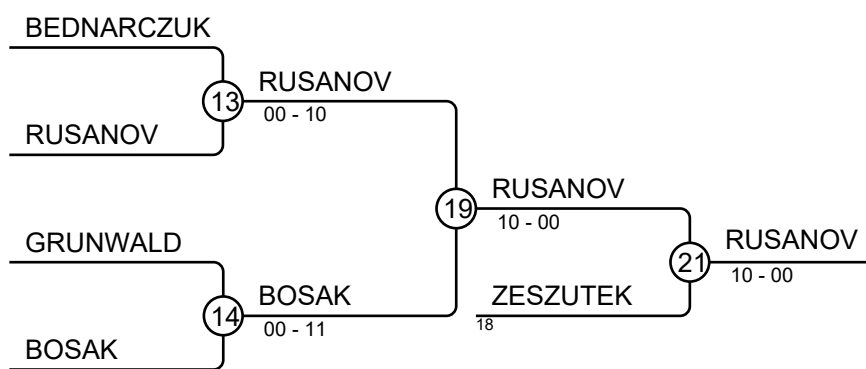 BEDNARCZUK
13
RUSANOV
00 - 10
RUSANOV
19
RUSANOV
10 - 00
21
RUSANOV
10 - 00
GRUNWALD
14
BOSAK
00 - 11
ZESZUTEK
18
BOSAK